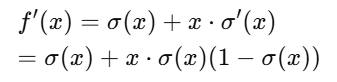 f′(x) = σ(x) + x · σ′(x)
= σ(x) + x · σ(x)(1 − σ(x))